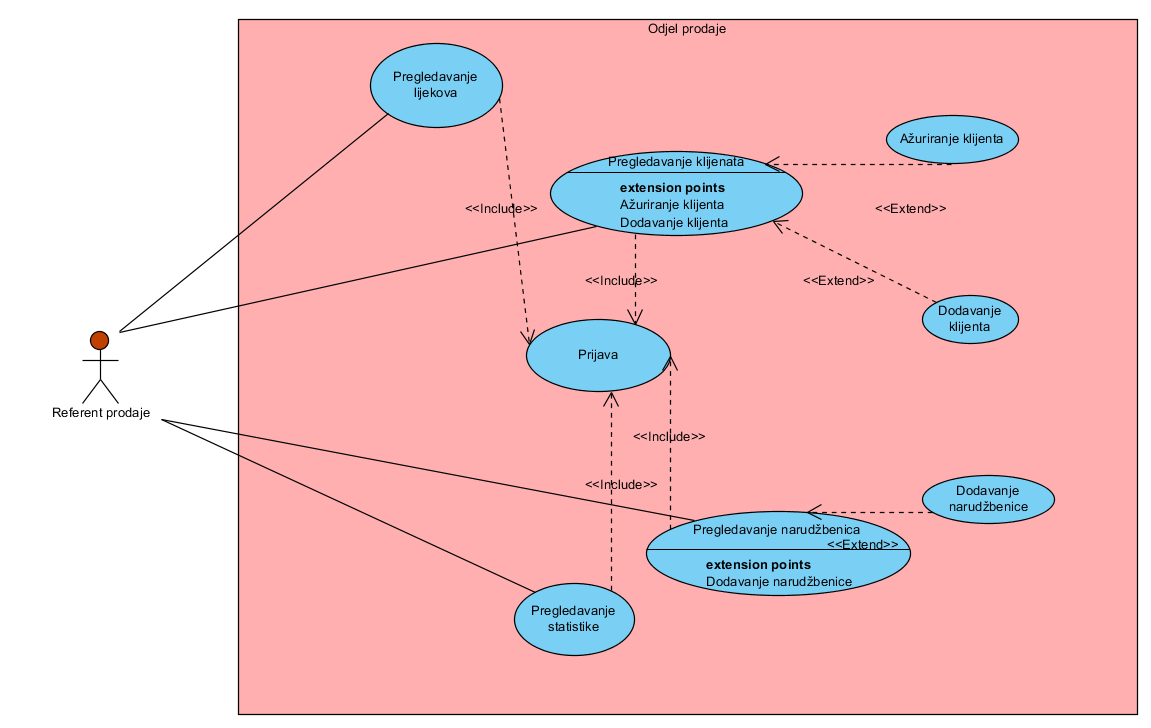 Odjel prodaje
Pregledavanje
lijekova
Ažuriranje klijenta
Pregledavanje klijenata
extension points
Ažuriranje klijenta
Dodavanje klijenta
<<Include>>
<<Extend>>
<<Include>>
<<Extend>>
Dodavanje
klijenta
Prijava
Referent prodaje
<<Include>>
<<Include>>
Dodavanje
narudžbenice
Pregledavanje narudžbenica
<<Extend>>
extension points
Dodavanje narudžbenice
Pregledavanje
statistike